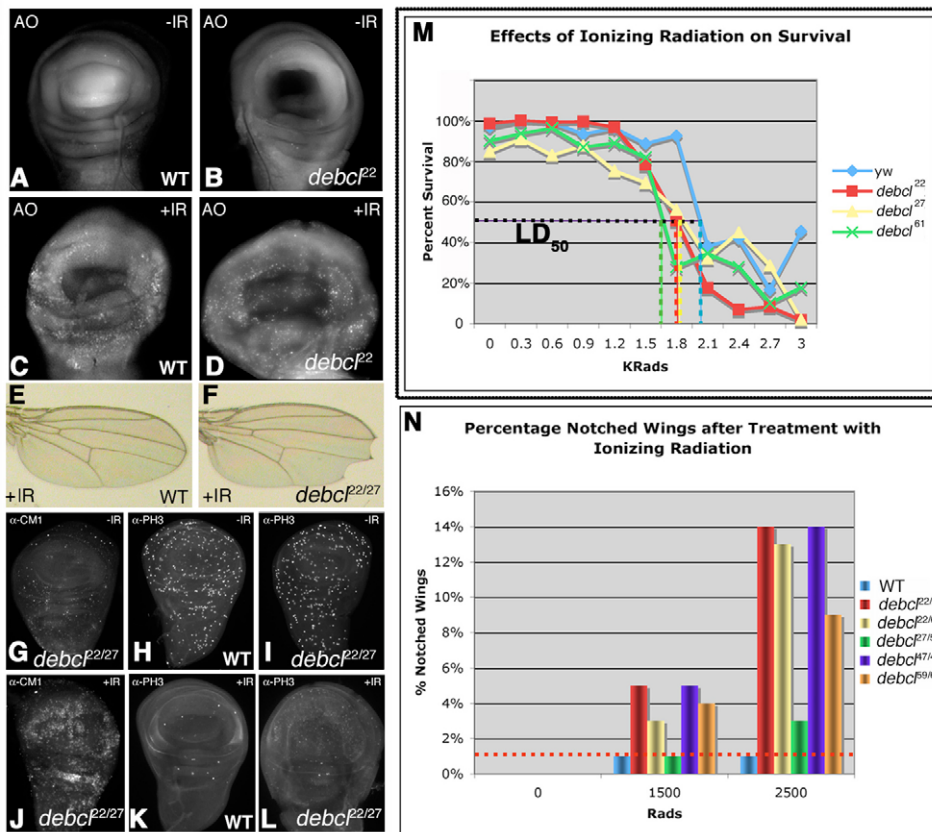 AO -IR
A WT
AO -IR
B debcl22
AO +IR
C WT
AO +IR
D debcl22
E
+IR WT
F
+IR debcl22/27
α-CM1 -IR
G debcl22/27
α-PH3 -IR
H WT
α-PH3 -IR
I debcl22/27
α-CM1 +IR
J debcl22/27
α-PH3 +IR
K WT
α-PH3 +IR
L debcl22/27
M Effects of Ionizing Radiation on Survival
Percent Survival
100%
80%
60%
40%
20%
0
LD50
0 0.3 0.6 0.9 1.2 1.5 1.8 2.1 2.4 2.7 3
KRads
yw
debcl22
debcl27
debcl61
N Percentage Notched Wings after Treatment with
Ionizing Radiation
% Notched Wings
16%
14%
12%
10%
8%
6%
4%
2%
0%
0 1500 2500
Rads
WT
debcl22/
debcl22/
debcl27/
debcl47/
debcl59/